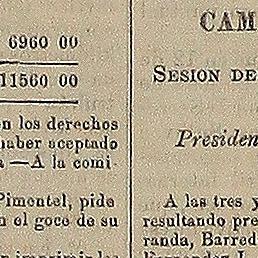 6960 00
11560 00
n los derechos
haber aceptado
a —A la comi-
Pimentel, pide
n el goce de su
CAM
SESION DE
Presiden
A las tres y
resultando pre
randa, Barred